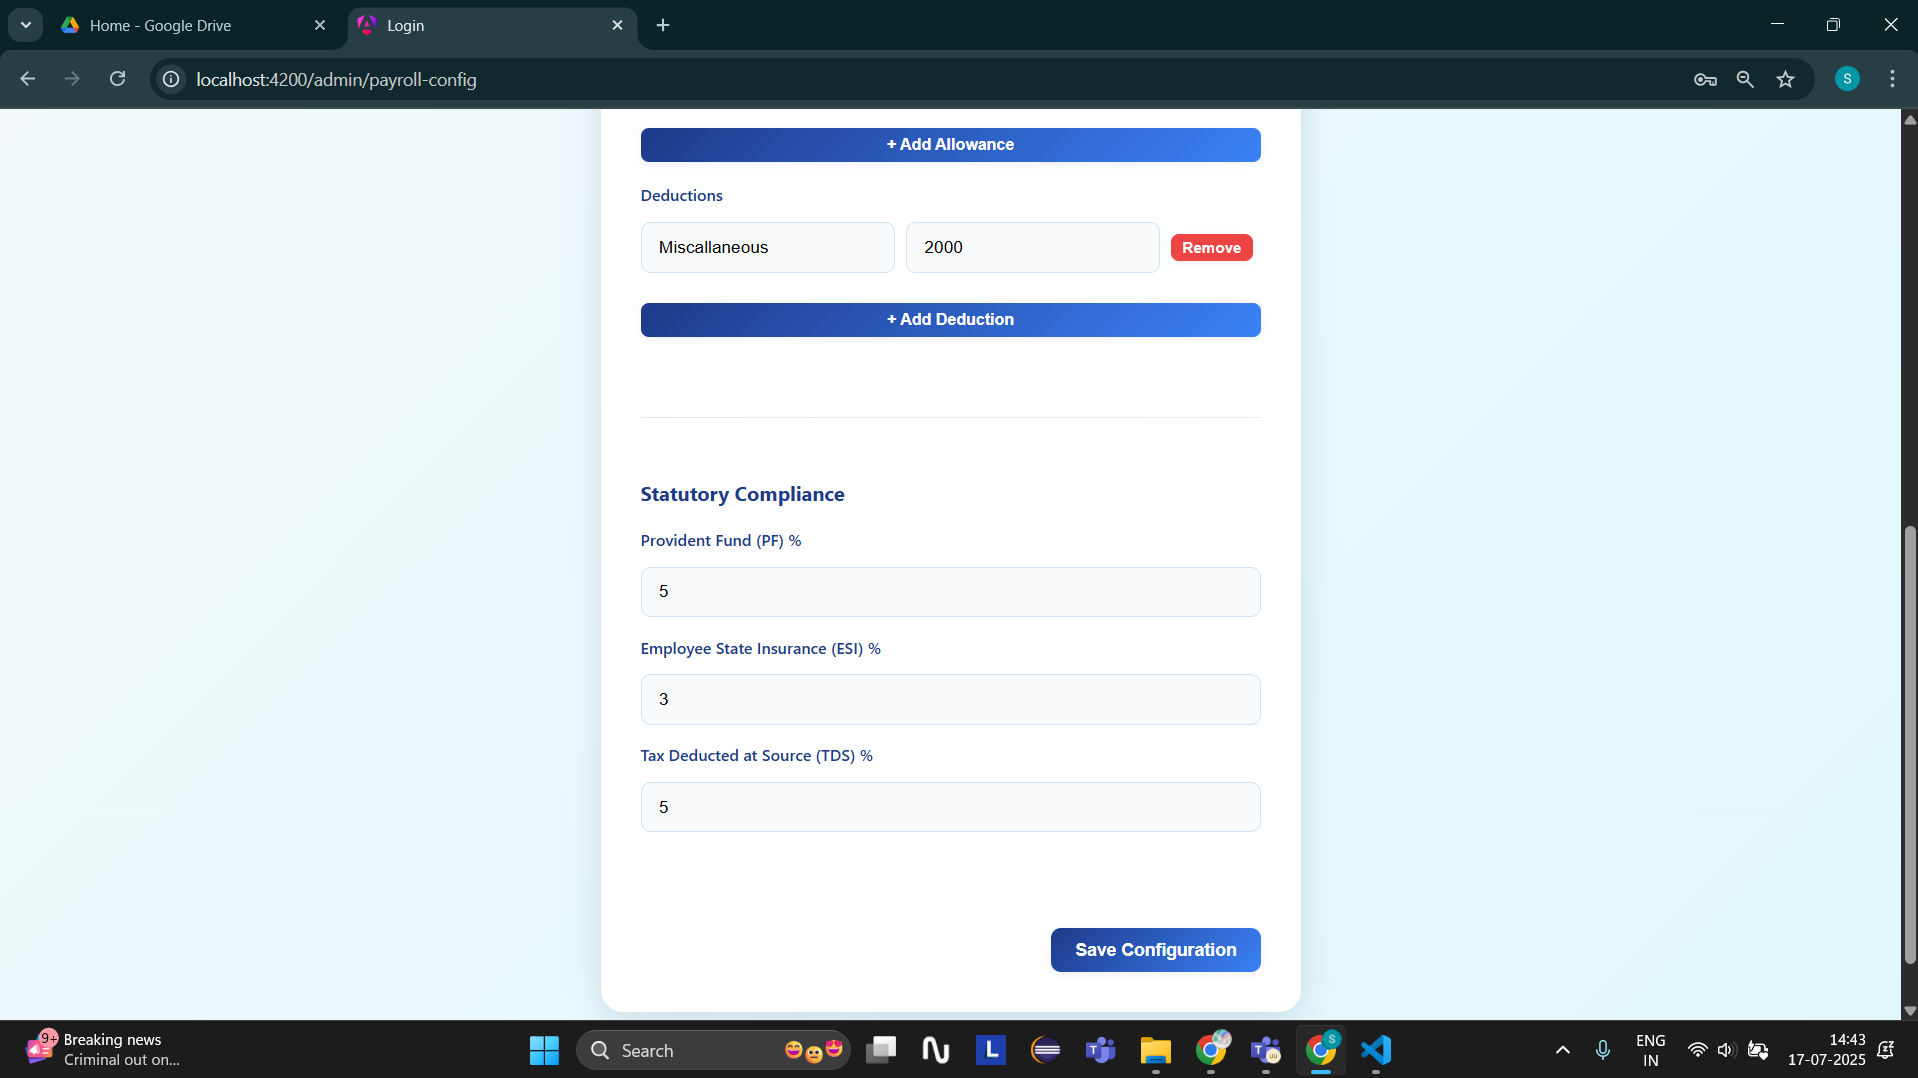 Home - Google Drive
Login
localhost:4200/admin/payroll-config
S
+ Add Allowance
Deductions
Miscallaneous
2000
Remove
+ Add Deduction
Statutory Compliance
Provident Fund (PF) %
5
Employee State Insurance (ESI) %
3
Tax Deducted at Source (TDS) %
5
Save Configuration
9+
Breaking news
Criminal out on...
Search
L
T
T
S
ENG
IN
14:43
17-07-2025